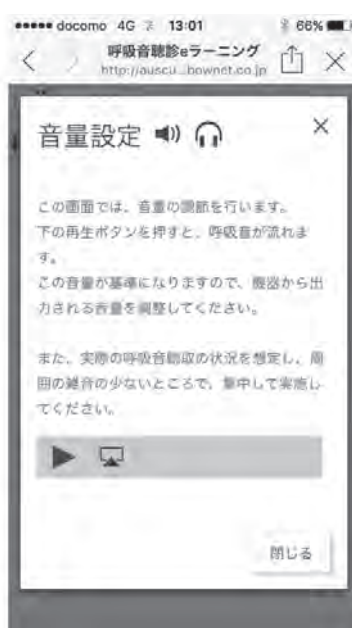 docomo 4G 13:01 66%
呼吸音聴診eラーニング
http://auscu...bownet.co.jp
音量設定
この画面では、音量の調節を行います。
下の再生ボタンを押すと、呼吸音が流れま
す。
この音量が基準になりますので、機器から出
力される音量を調整してください。
また、実際の呼吸音聴取の状況を想定し、周
囲の雑音の少ないところで、集中して実施し
てください。
閉じる